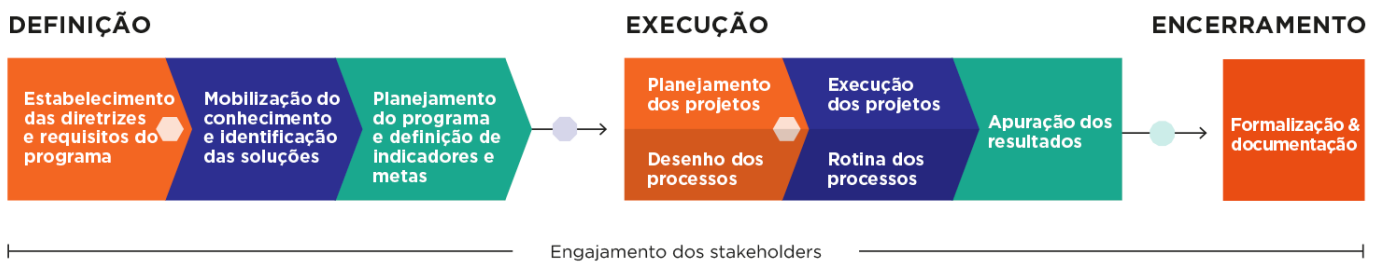 DEFINIÇÃO
Estabelecimento
das diretrizes
e requisitos do
programa
Mobilização do
conhecimento
e identificação
das soluções
Planejamento
do programa
e definição de
indicadores e
metas
EXECUÇÃO
Planejamento
dos projetos
Desenho dos
processos
Execução
dos projetos
Rotina dos
processos
Apuração dos
resultados
ENCERRAMENTO
Formalização &
documentação
Engajamento dos stakeholders